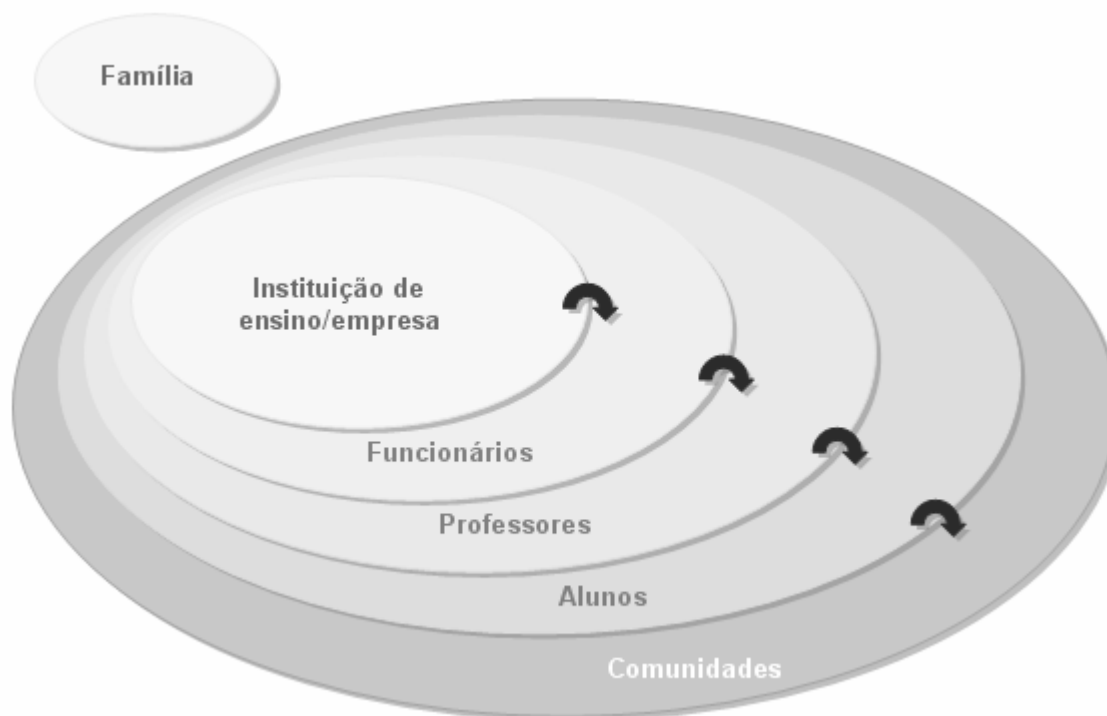 Família
Instituição de
ensino/empresa
Funcionários
Professores
Alunos
Comunidades